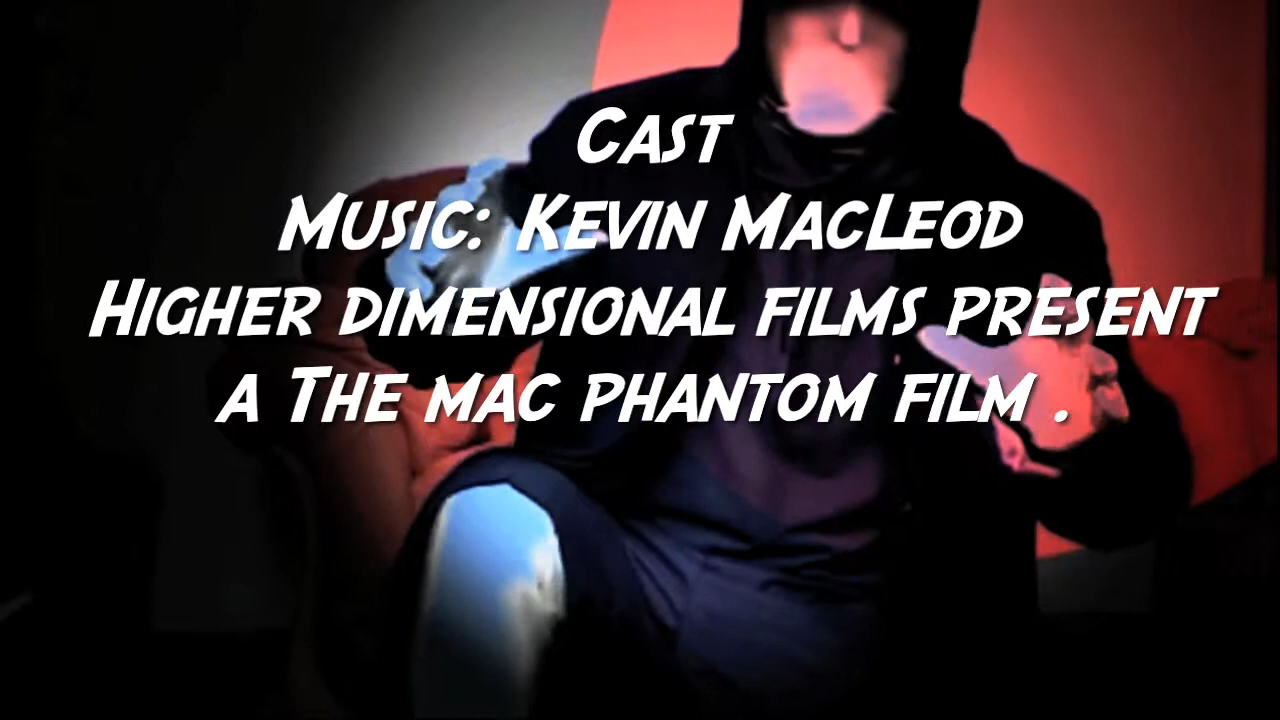 Cast
Music: Kevin MacLeod
Higher dimensional films present
a The mac phantom film .